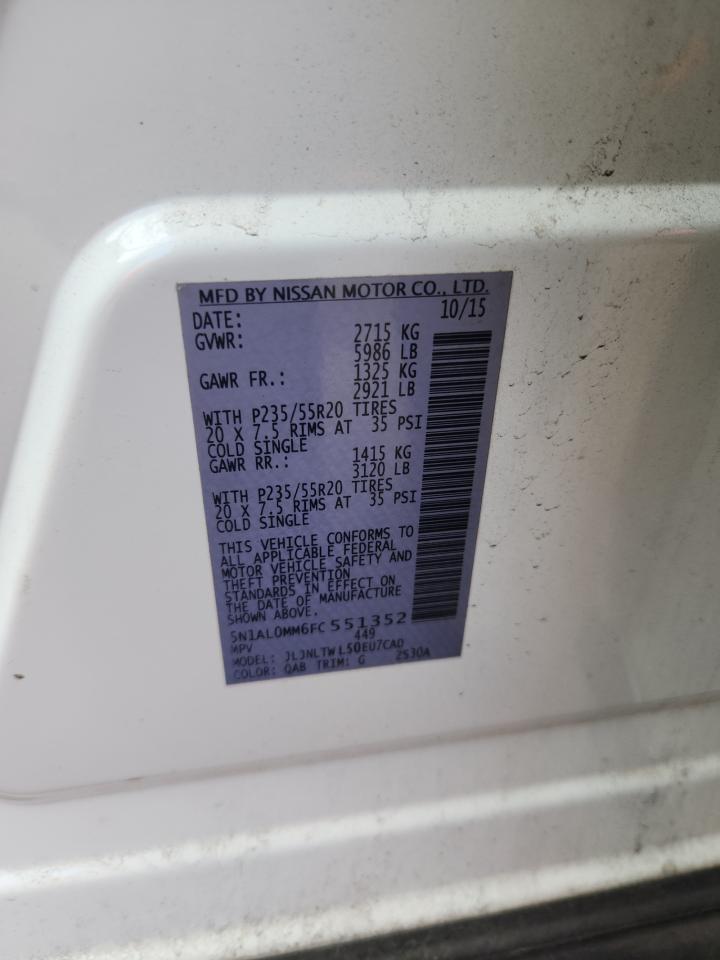 MFD BY NISSAN MOTOR CO., LTD.
DATE: 10/15
GVWR: 2715 KG
5986 LB
GAWR FR.: 1325 KG
2921 LB
WITH P235/55R20 TIRES
20 X 7.5 RIMS AT 35 PSI
COLD SINGLE
GAWR RR.: 1415 KG
3120 LB
WITH P235/55R20 TIRES
20 X 7.5 RIMS AT 35 PSI
COLD SINGLE
THIS VEHICLE CONFORMS TO
ALL APPLICABLE FEDERAL
MOTOR VEHICLE SAFETY AND
THEFT PREVENTION
STANDARDS IN EFFECT ON
THE DATE OF MANUFACTURE
SHOWN ABOVE.
5N1AL0MM6FC551352
MPV 449
MODEL: JLJNLTWL50EU7CAD
COLOR: QAB TRIM: G 2530A